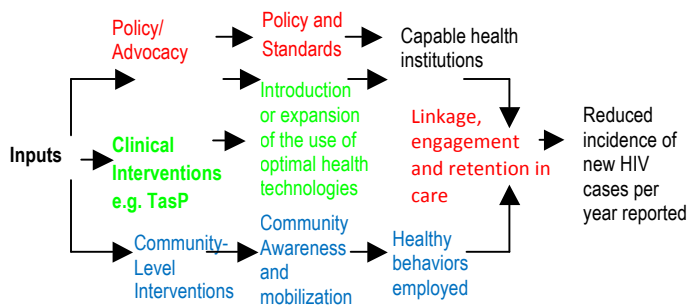 Policy/
Advocacy
Policy and
Standards
Capable health
institutions
Inputs
Clinical
Interventions
e.g. TasP
Introduction
or expansion
of the use of
optimal health
technologies
Linkage,
engagement
and retention in
care
Reduced
incidence of
new HIV
cases per
year reported
Community-
Level
Interventions
Community
Awareness
and
mobilization
Healthy
behaviors
employed